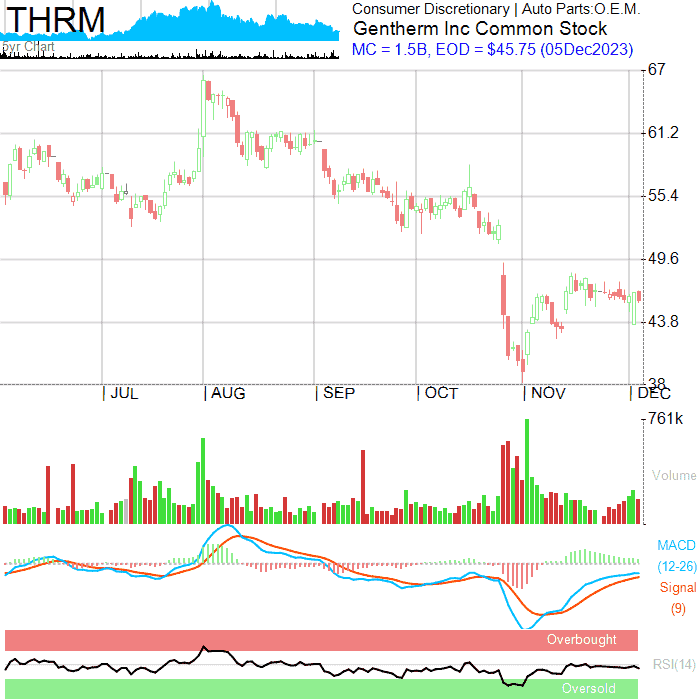 THRM
5yr Chart
Consumer Discretionary | Auto Parts:O.E.M.
Gentherm Inc Common Stock
MC = 1.5B, EOD = $45.75 (05Dec2023)
67
61.2
55.4
49.6
43.8
38
| JUL | AUG | SEP | OCT | NOV | DEC
761k
Volume
MACD
(12-26)
Signal
(9)
Overbought
RSI(14)
Oversold